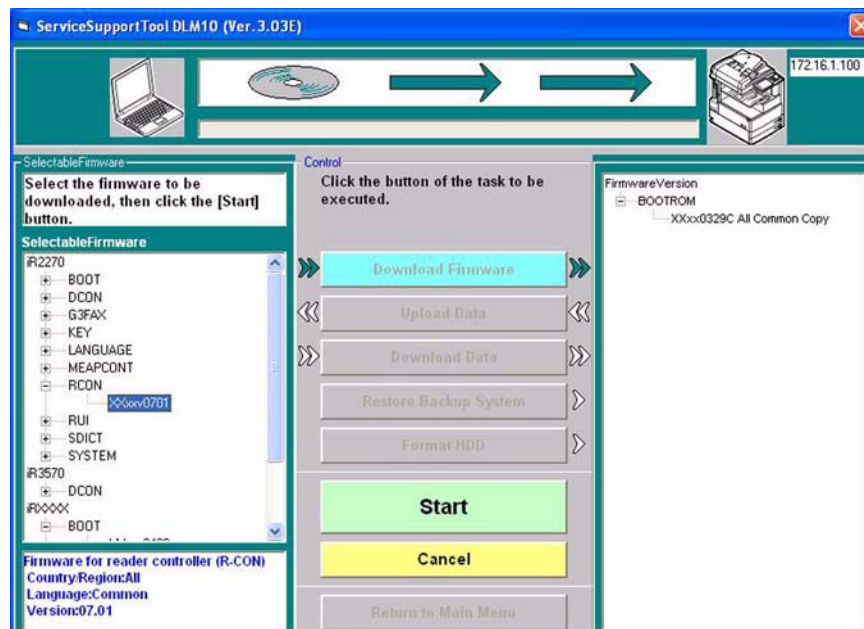 ServiceSupportTool DLM10 (Ver.3.03E)
172.16.1.100
SelectableFirmware
Select the firmware to be
downloaded, then click the [Start]
button.
SelectableFirmware
iR2270
BOOT
DCON
G3FAX
KEY
LANGUAGE
MEAPCONT
RCON
XXxxv0701
RUI
SDICT
SYSTEM
iR3570
DCON
iRXXXX
BOOT
Firmware for reader controller (R-CON)
Country/Region:All
Language:Common
Version:07.01
Control
Click the button of the task to be
executed.
Download Firmware
Upload Data
Download Data
Restore Backup System
Format HDD
Start
Cancel
Return to Main Menu
FirmwareVersion
BOOTROM
XXxx0329C All Common Copy